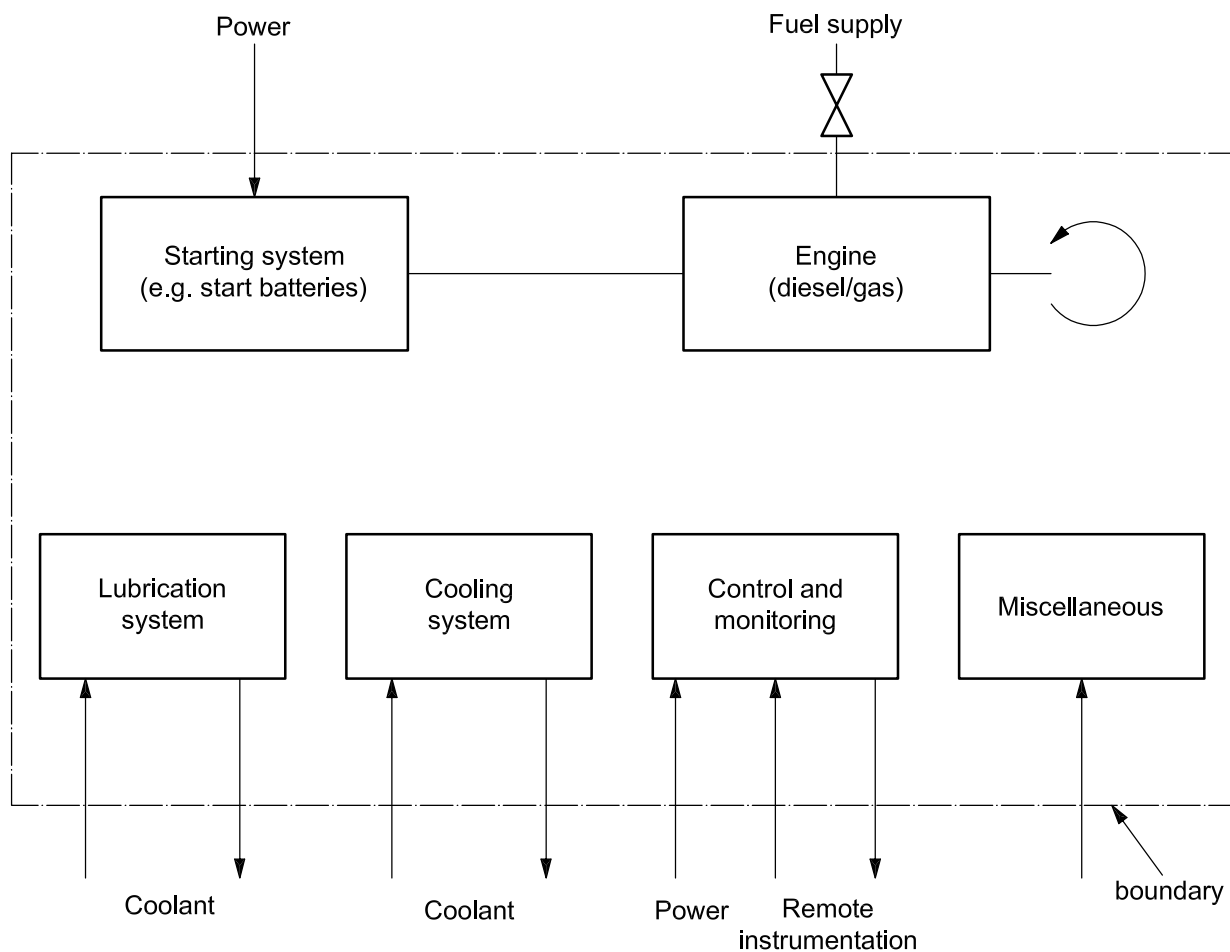 Power
Fuel supply
Starting system
(e.g. start batteries)
Engine
(diesel/gas)
Lubrication
system
Cooling
system
Control and
monitoring
Miscellaneous
Coolant
Coolant
Power
Remote
instrumentation
boundary